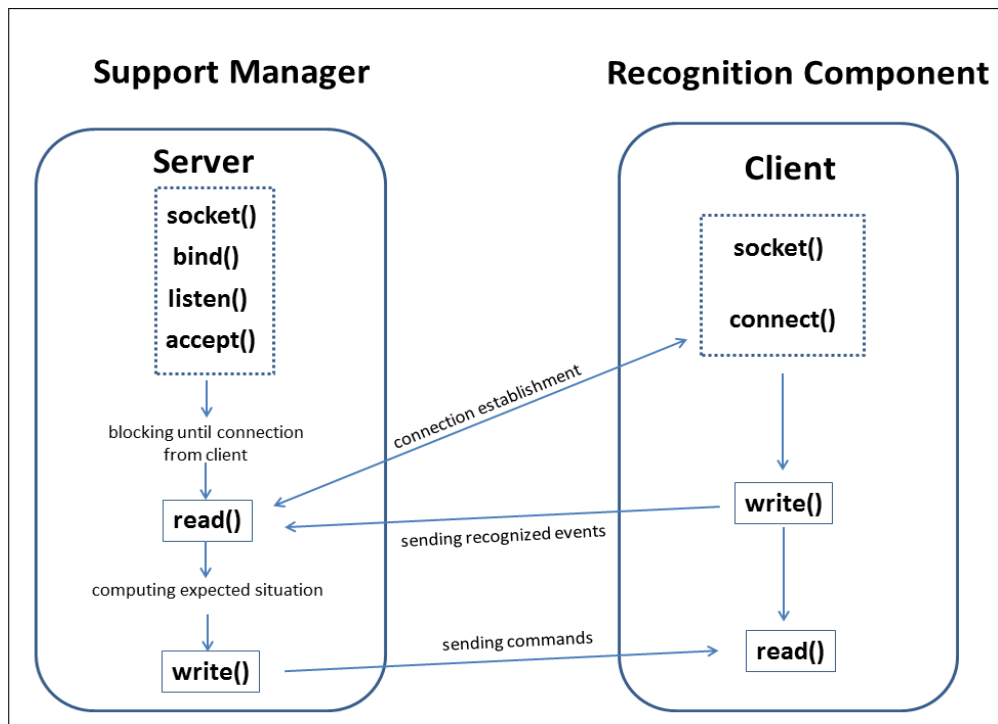 Support Manager
Recognition Component
Server
socket()
bind()
listen()
accept()
blocking until connection
from client
read()
computing expected situation
write()
connection establishment
sending recognized events
sending commands
Client
socket()
connect()
write()
read()